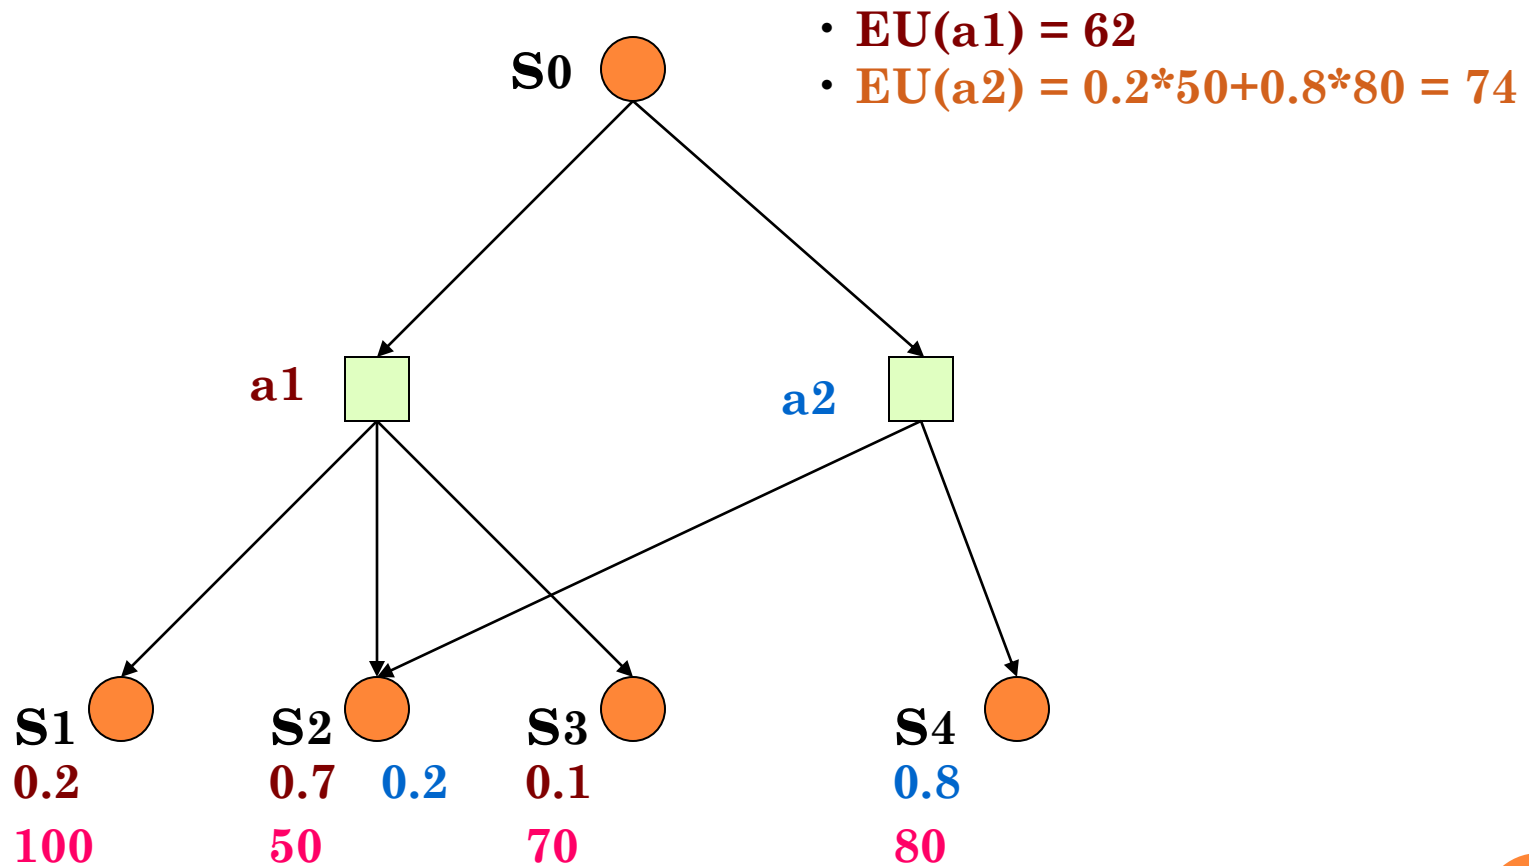 • EU(a1) = 62
• EU(a2) = 0.2*50+0.8*80 = 74
S0
a1
a2
S1 S2 S3 S4
0.2 0.7 0.2 0.1 0.8
100 50 70 80